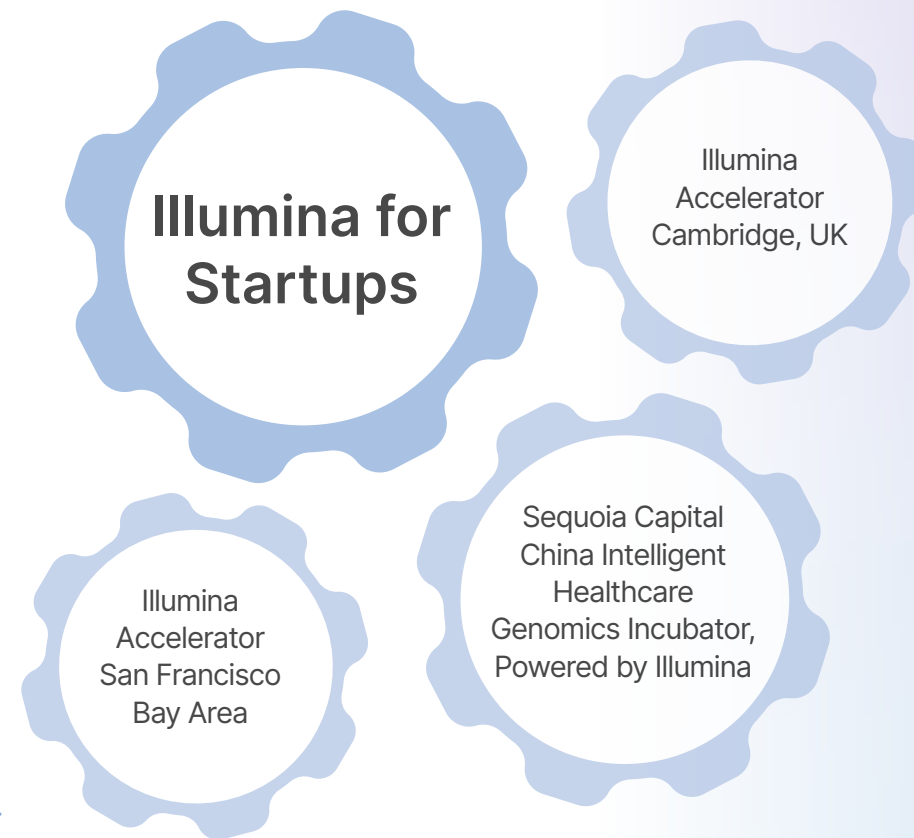 Illumina for
Startups
Illumina
Accelerator
Cambridge, UK
Sequoia Capital
China Intelligent
Healthcare
Genomics Incubator,
Powered by Illumina
Illumina
Accelerator
San Francisco
Bay Area